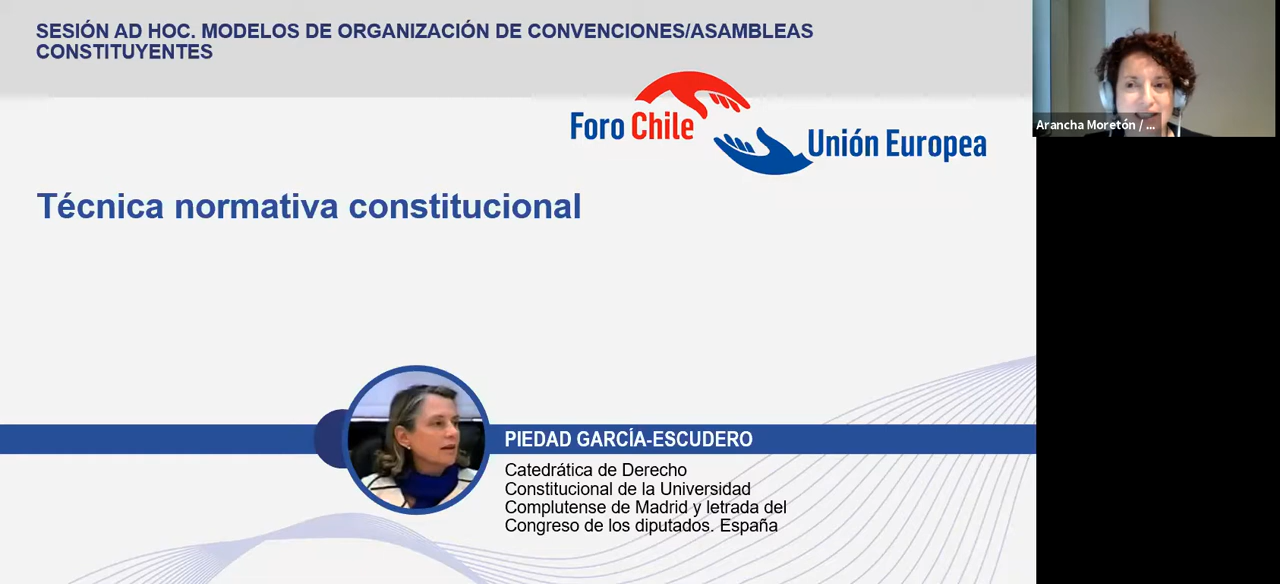 SESIÓN AD HOC. MODELOS DE ORGANIZACIÓN DE CONVENCIONES/ASAMBLEAS
CONSTITUYENTES
Foro Chile
Unión Europea
Arancha Moretón / ...
Técnica normativa constitucional
PIEDAD GARCÍA-ESCUDERO
Catedrática de Derecho
Constitucional de la Universidad
Complutense de Madrid y letrada del
Congreso de los diputados. España